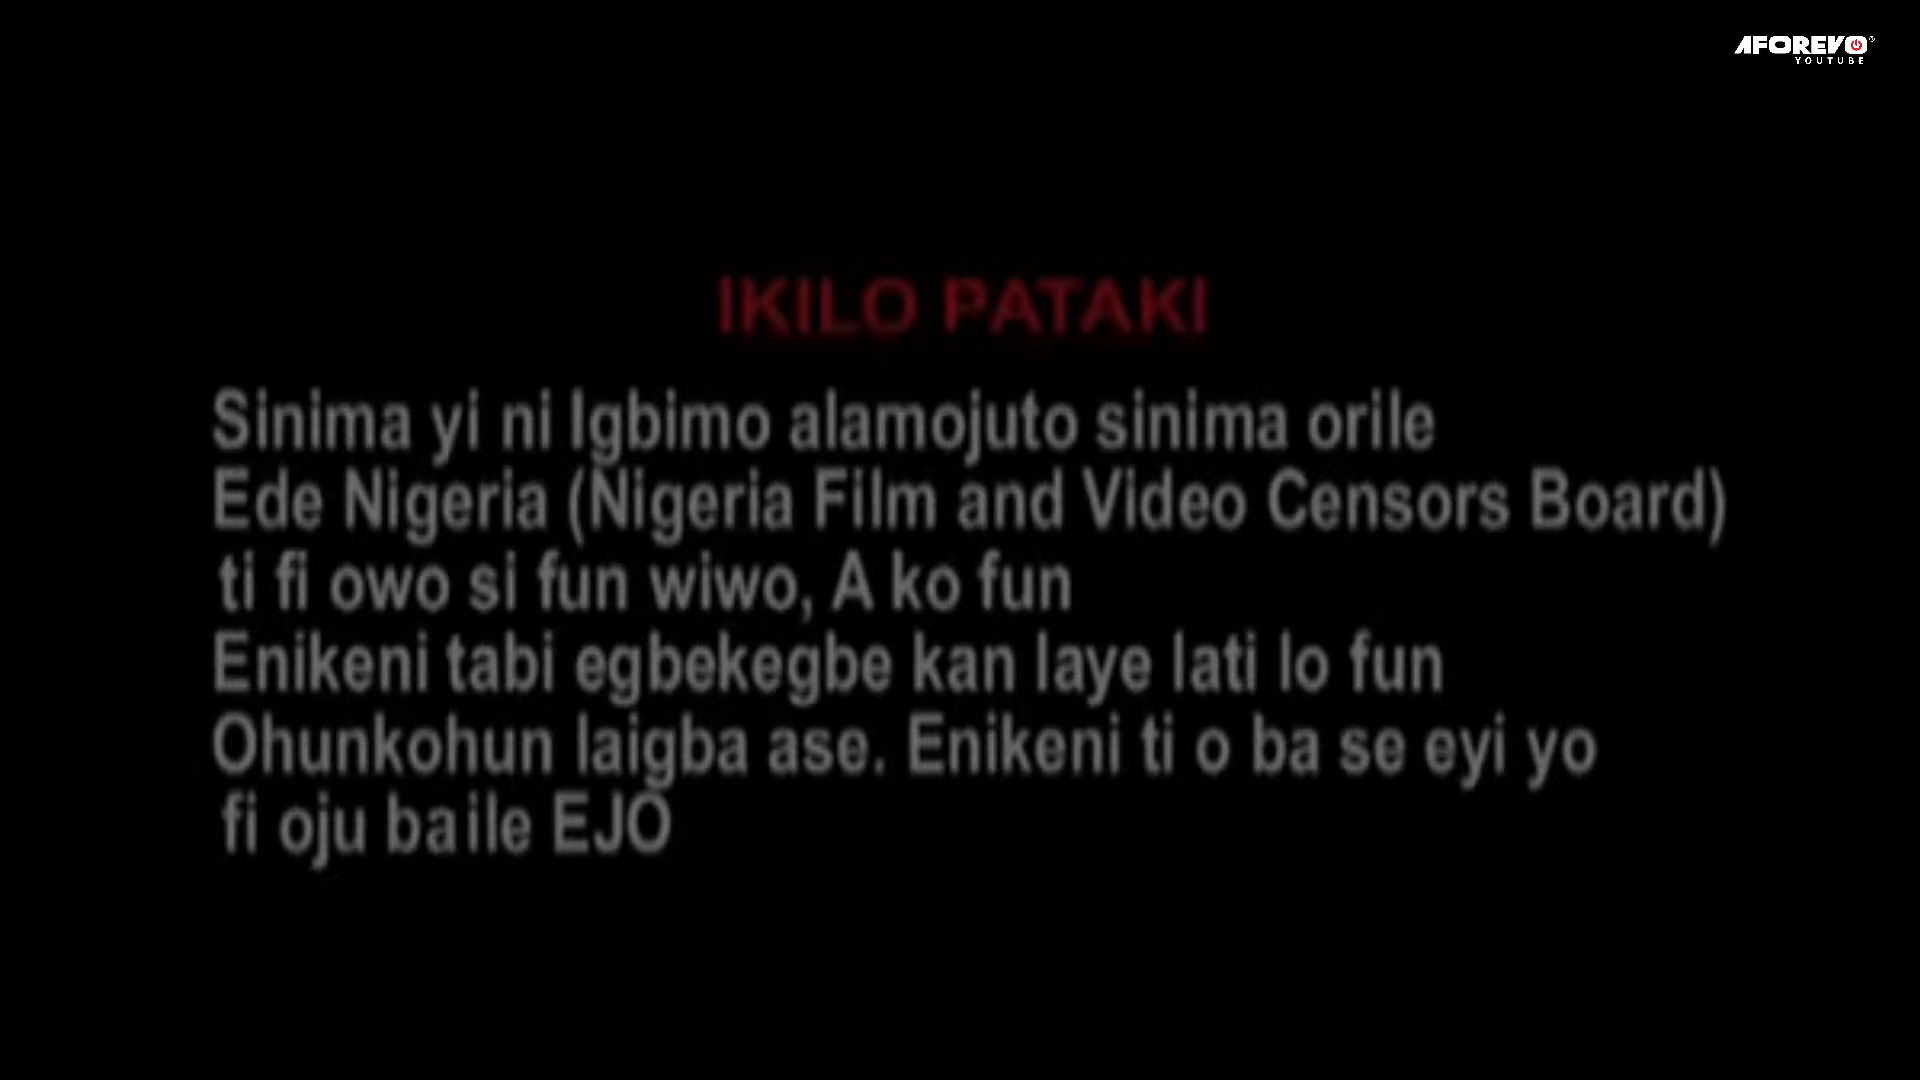 AFOREVO
YOUTUBE
IKILO PATAKI
Sinima yi ni Igbimo alamojuto sinima orile
Ede Nigeria (Nigeria Film and Video Censors Board)
ti fi owo si fun wiwo, A ko fun
Enikeni tabi egbekegbe kan laye lati lo fun
Ohunkohun laigba ase. Enikeni ti o ba se eyi yo
fi oju ba ile EJO